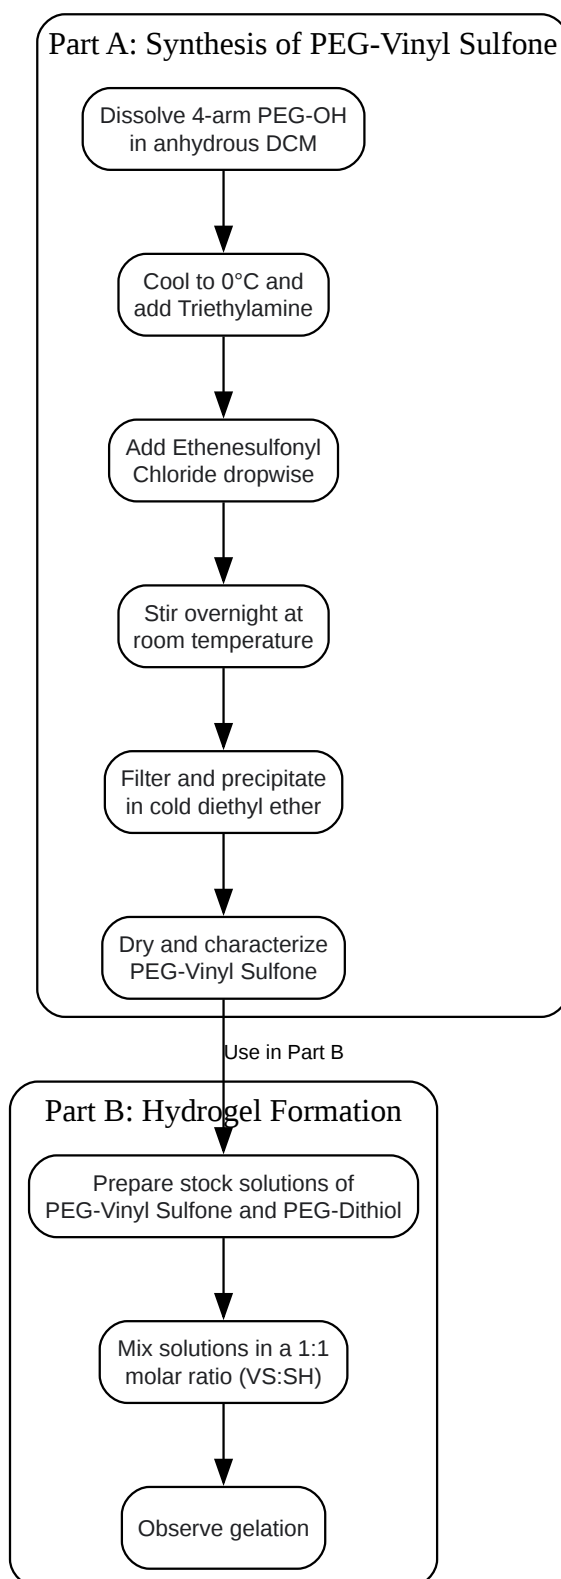 Part A: Synthesis of PEG-Vinyl Sulfone
Dissolve 4-arm PEG-OH
in anhydrous DCM
Cool to 0°C and
add Triethylamine
Add Ethenesulfonyl
Chloride dropwise
Stir overnight at
room temperature
Filter and precipitate
in cold diethyl ether
Dry and characterize
PEG-Vinyl Sulfone
Use in Part B
Part B: Hydrogel Formation
Prepare stock solutions of
PEG-Vinyl Sulfone and PEG-Dithiol
Mix solutions in a 1:1
molar ratio (VS:SH)
Observe gelation